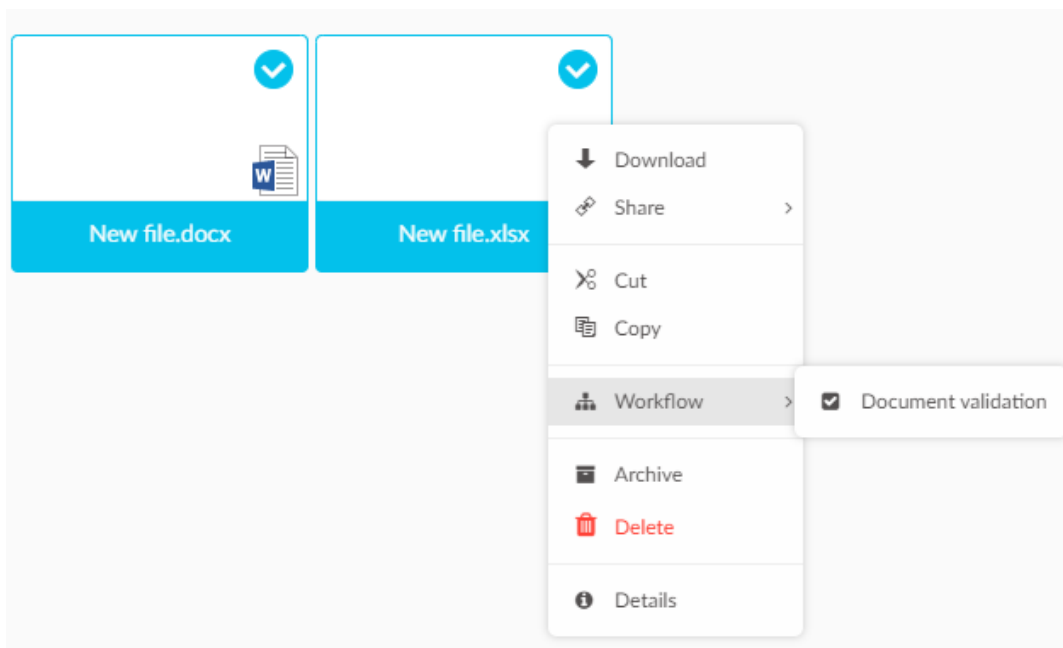 W
New file.docx
New file.xlsx
Download
Share
Cut
Copy
Workflow
Document validation
Archive
Delete
Details